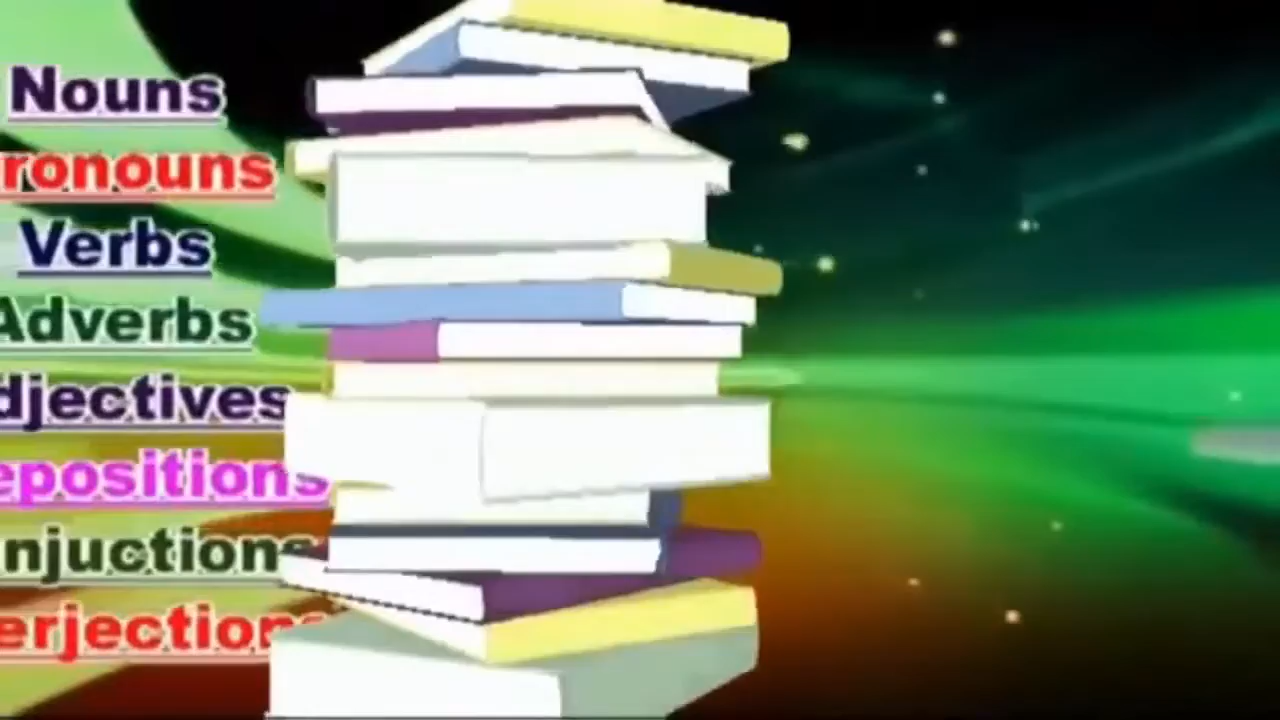 Nouns
ronouns
Verbs
Adverbs
djectives
epositions
njuctions
erjections